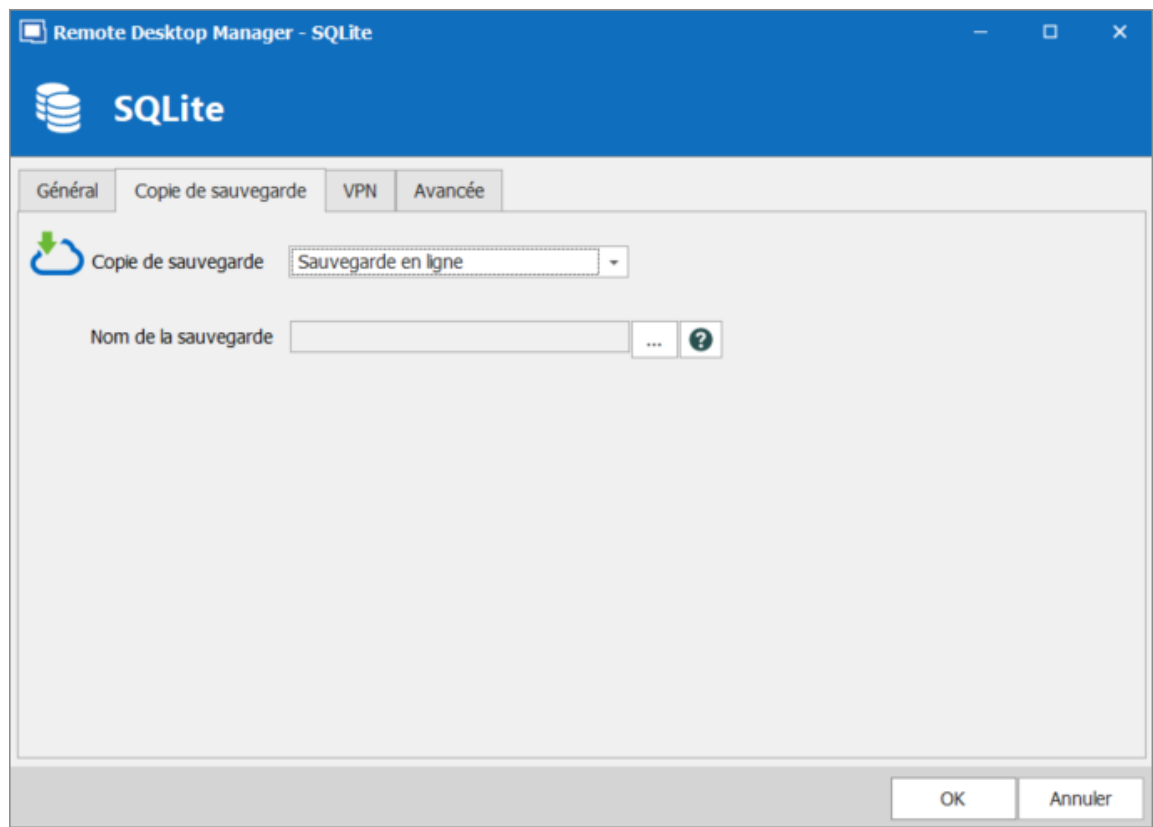 Remote Desktop Manager - SQLite
SQLite
Général Copie de sauvegarde VPN Avancée
Copie de sauvegarde Sauvegarde en ligne
Nom de la sauvegarde ... ?
OK Annuler